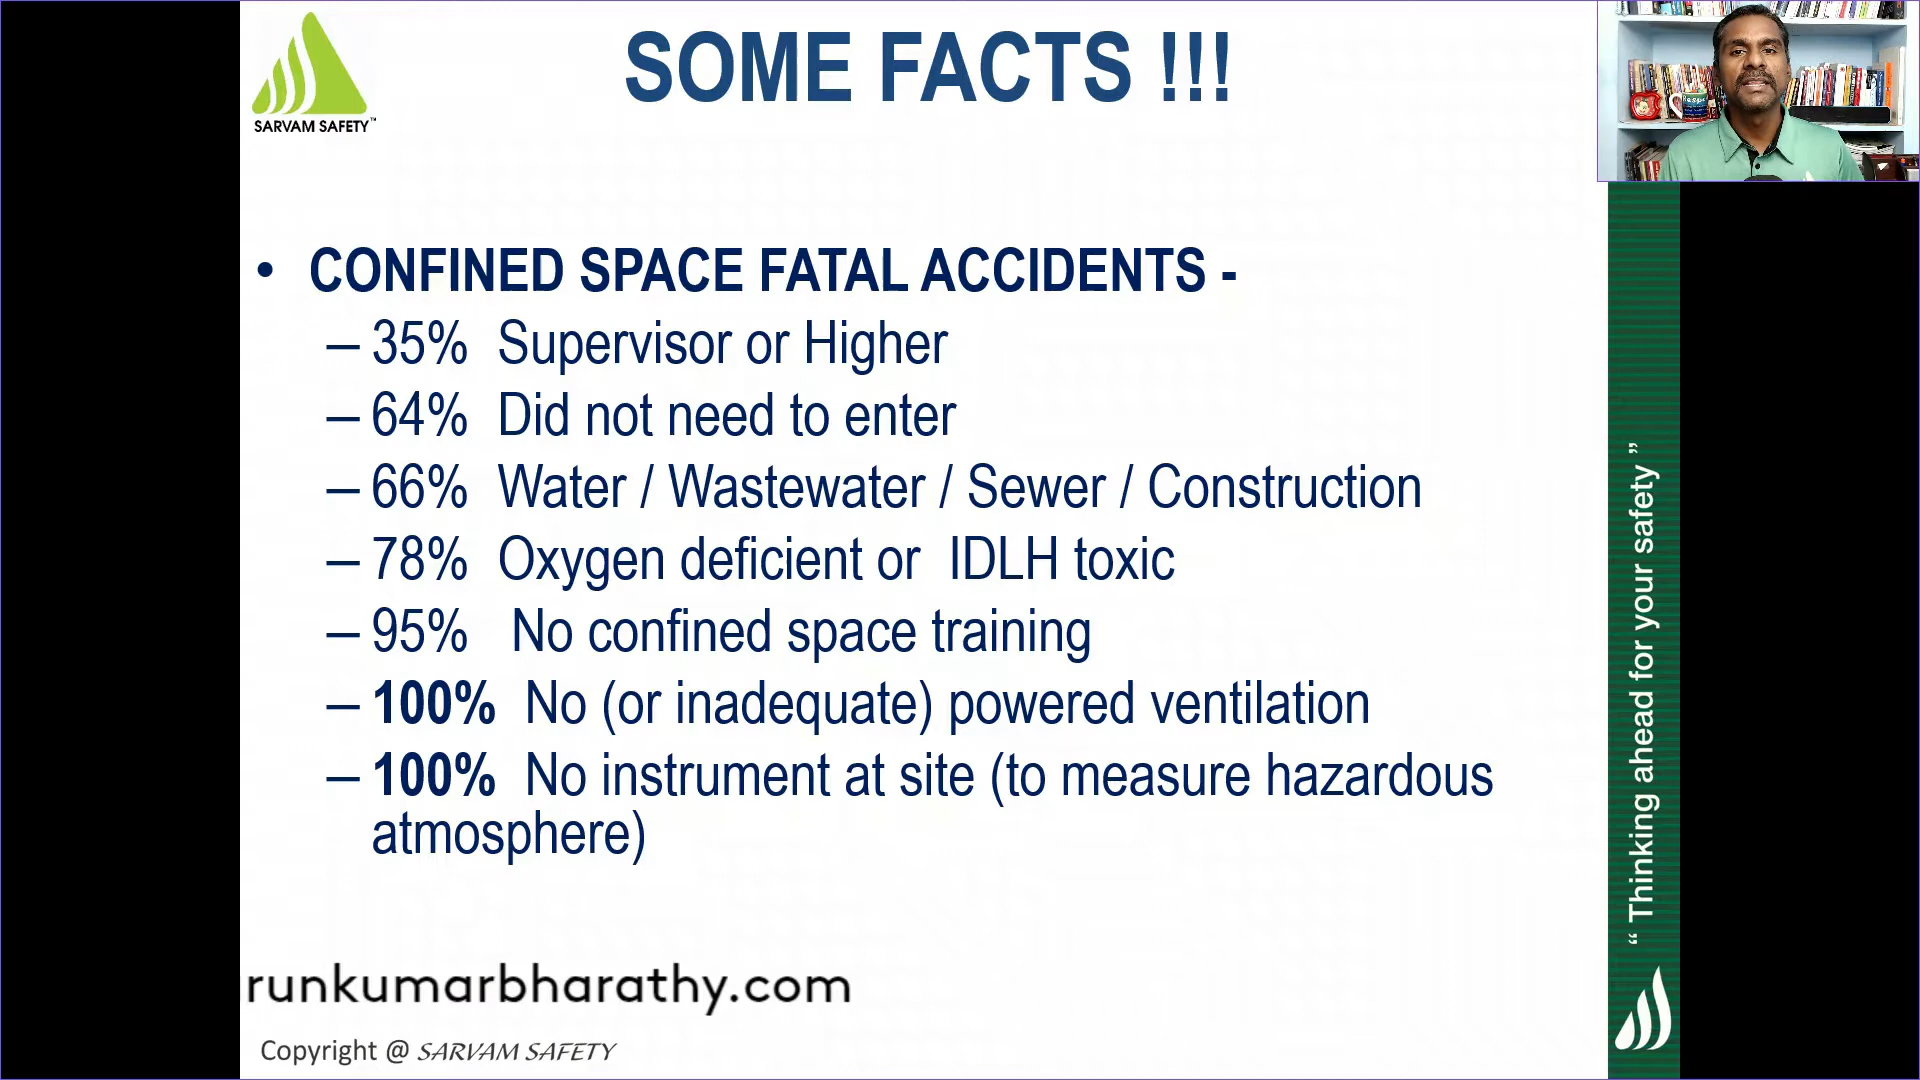 SARVAM SAFETY™
SOME FACTS !!!
• CONFINED SPACE FATAL ACCIDENTS -
– 35% Supervisor or Higher
– 64% Did not need to enter
– 66% Water / Wastewater / Sewer / Construction
– 78% Oxygen deficient or IDLH toxic
– 95% No confined space training
– 100% No (or inadequate) powered ventilation
– 100% No instrument at site (to measure hazardous
atmosphere)
“ Thinking ahead for your safety ”
runkumarbharathy.com
Copyright @ SARVAM SAFETY